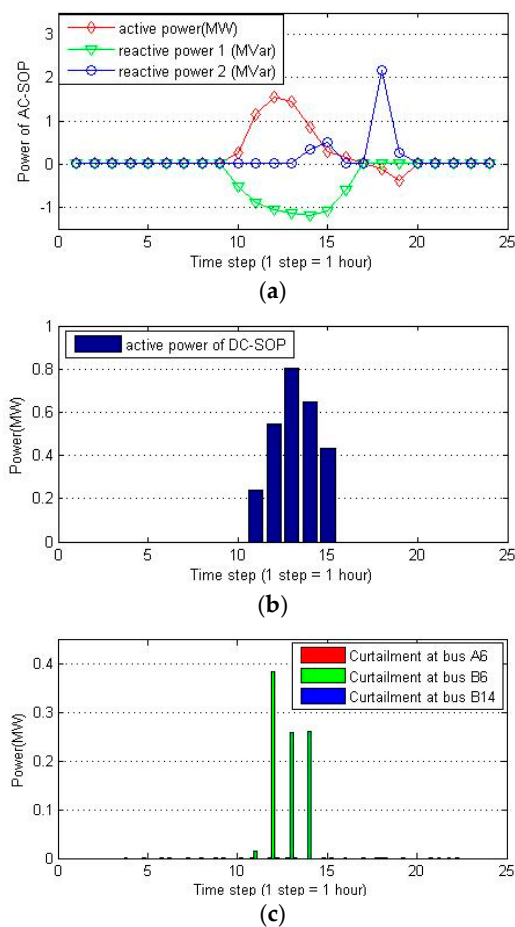 3
2
1
0
-1
Power of AC-SOP
active power(MW)
reactive power 1 (MVar)
reactive power 2 (MVar)
0 5 10 15 20 25
Time step (1 step = 1 hour)
(a)
1
0.8
0.6
0.4
0.2
0
Power(MW)
active power of DC-SOP
0 5 10 15 20 25
Time step (1 step = 1 hour)
(b)
0.4
0.3
0.2
0.1
0
Power(MW)
Curtailment at bus A6
Curtailment at bus B6
Curtailment at bus B14
0 5 10 15 20 25
Time step (1 step = 1 hour)
(c)